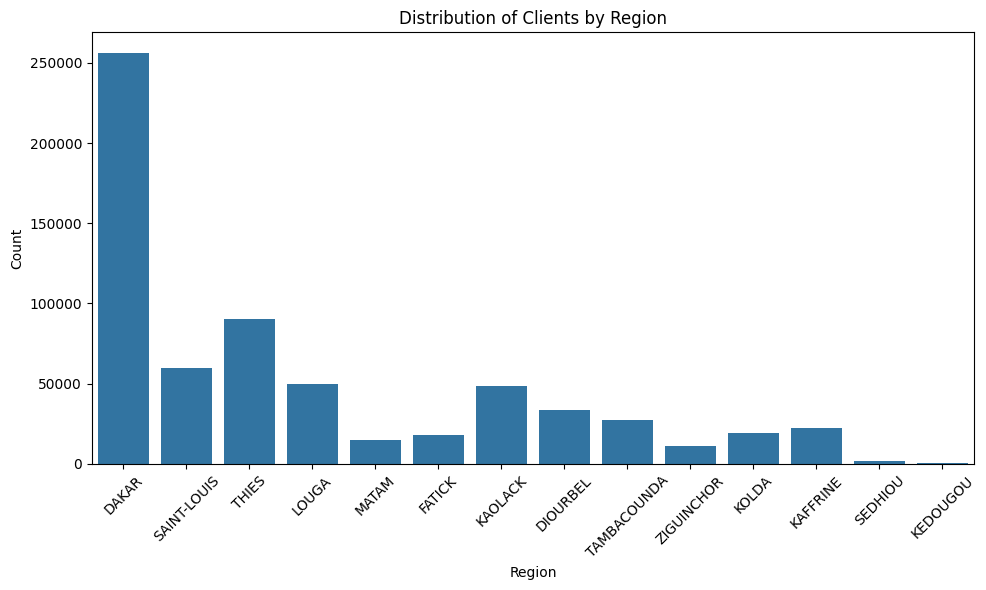 Distribution of Clients by Region
250000
200000
150000
100000
50000
0
Count
DAKAR
SAINT-LOUIS
THIES
LOUGA
MATAM
FATICK
KAOLACK
DIOURBEL
TAMBACOUNDA
ZIGUINCHOR
KOLDA
KAFFRINE
SEDHIOU
KEDOUGOU
Region